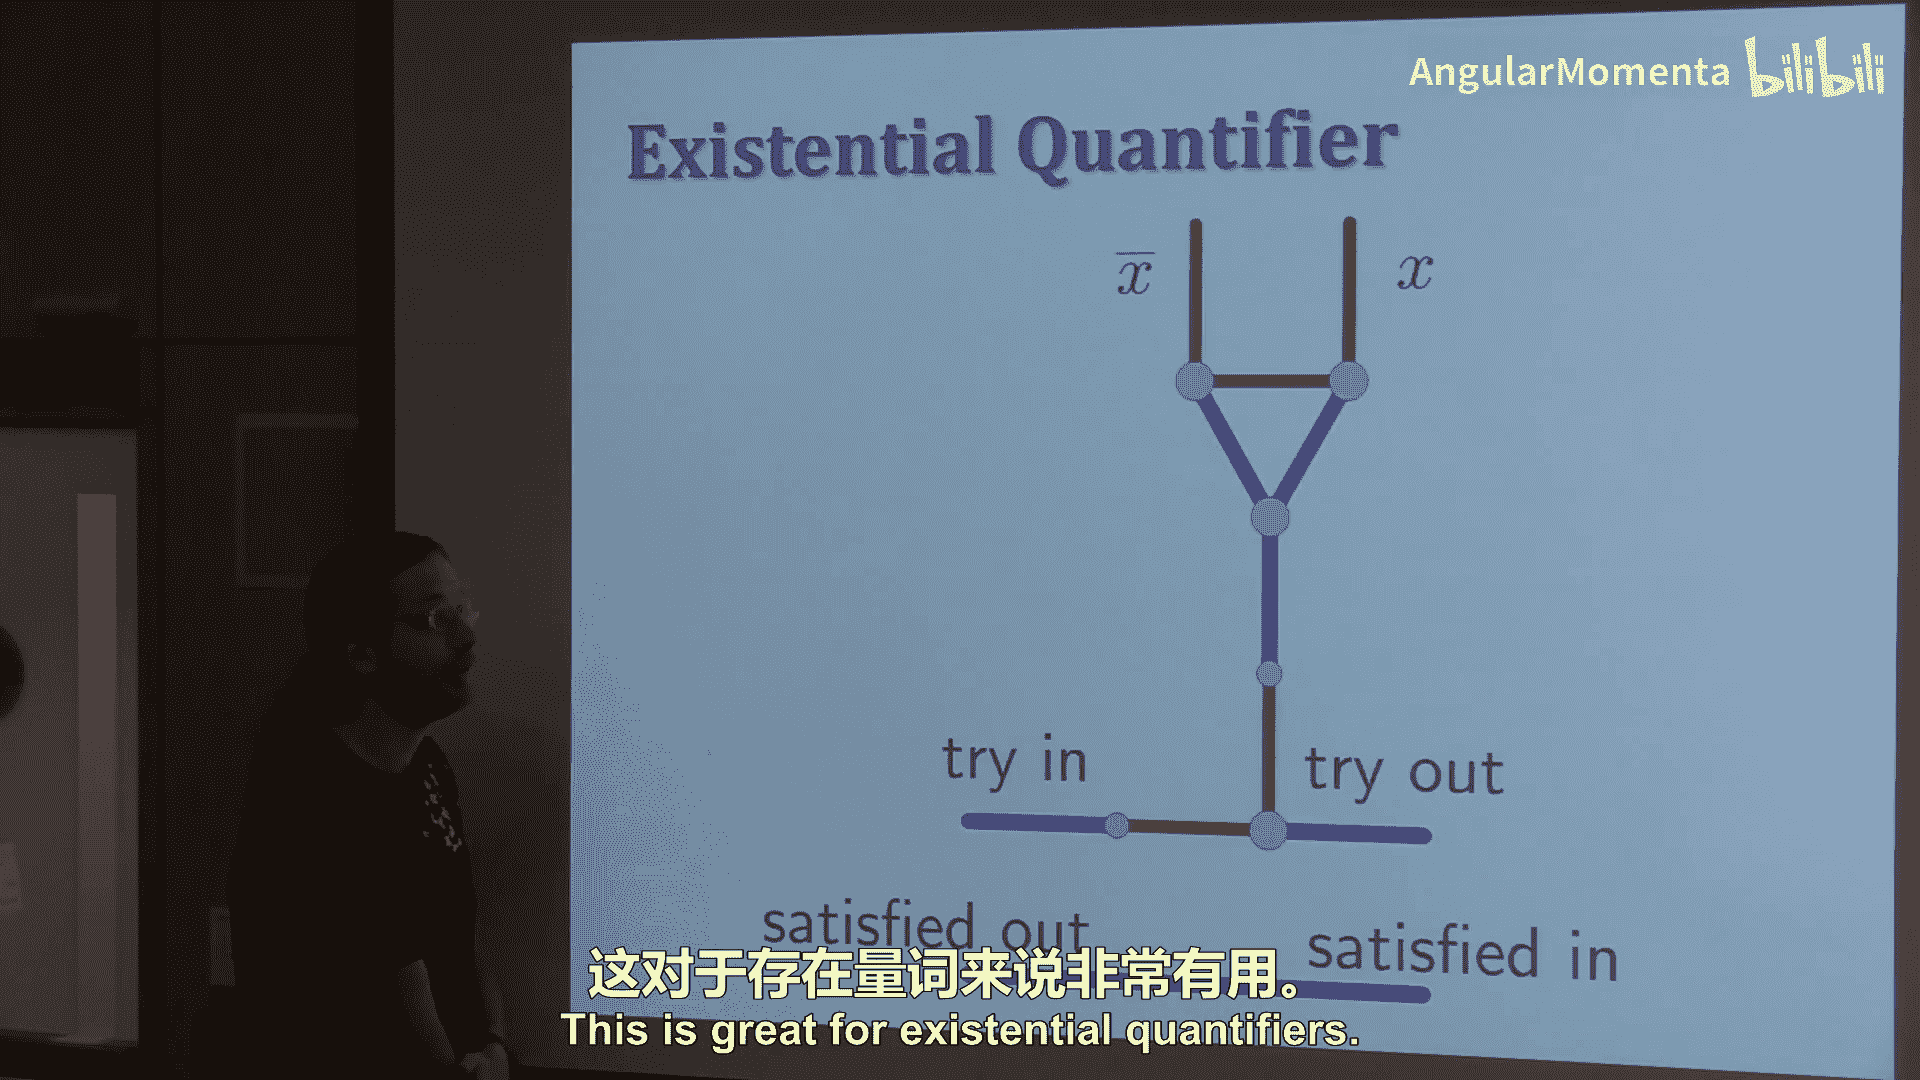 AngularMomenta bilibili
Existential Quantifier
x̅
x
try in
try out
satisfied out
satisfied in
这对于存在量词来说非常有用。
This is great for existential quantifiers.